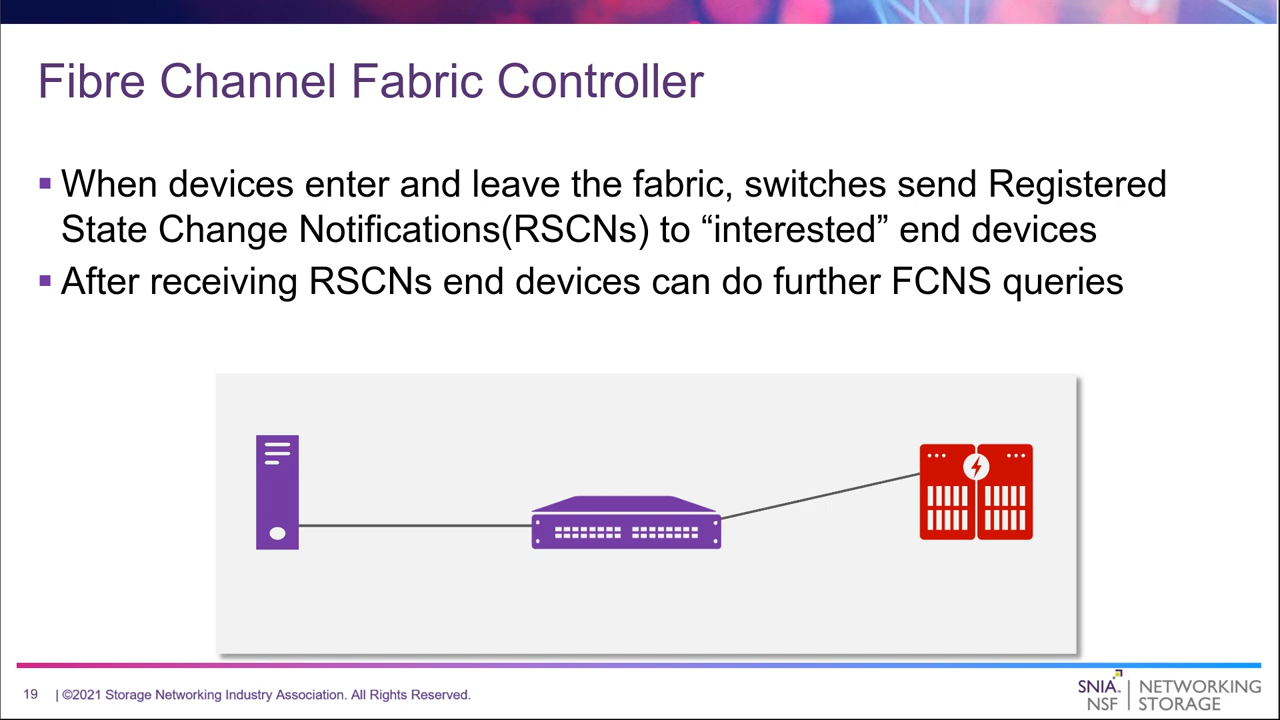 Fibre Channel Fabric Controller
▪ When devices enter and leave the fabric, switches send Registered
State Change Notifications(RSCNs) to “interested” end devices
▪ After receiving RSCNs end devices can do further FCNS queries
19 | ©2021 Storage Networking Industry Association. All Rights Reserved.
SNIA. | NETWORKING
NSF | STORAGE